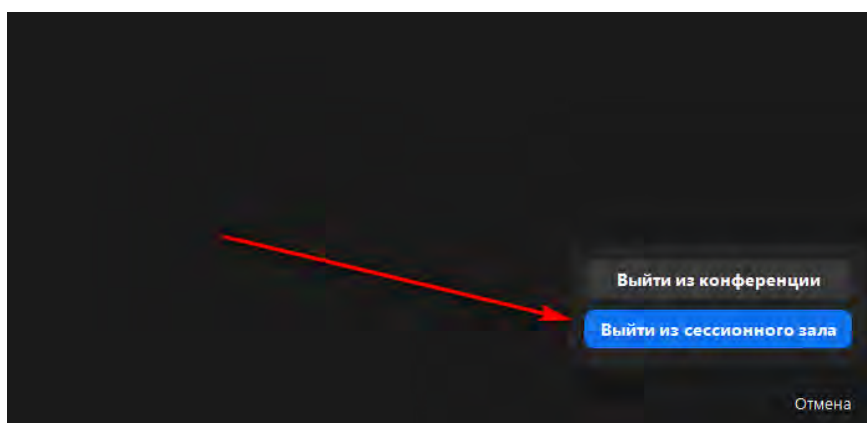 Выйти из конференции
Выйти из сессионного зала
Отмена